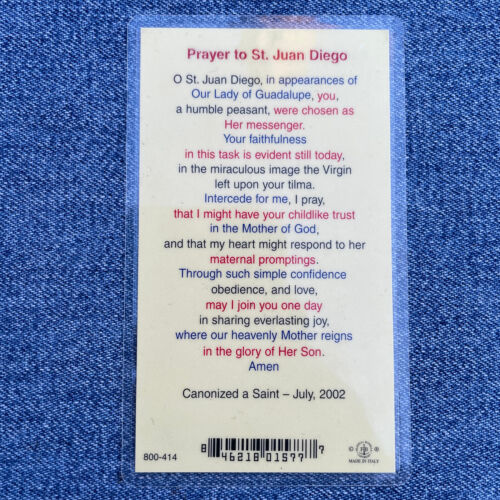 Prayer to St. Juan Diego
O St. Juan Diego, in appearances of
Our Lady of Guadalupe, you,
a humble peasant, were chosen as
Her messenger.
Your faithfulness
in this task is evident still today,
in the miraculous image the Virgin
left upon your tilma.
Intercede for me, I pray,
that I might have your childlike trust
in the Mother of God,
and that my heart might respond to her
maternal promptings.
Through such simple confidence
obedience, and love,
may I join you one day
in sharing everlasting joy,
where our heavenly Mother reigns
in the glory of Her Son.
Amen
Canonized a Saint – July, 2002
800-414
8 46218 01577 7
© ®
MADE IN ITALY